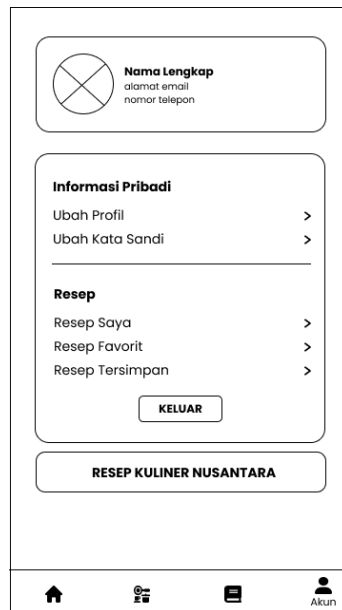 Nama Lengkap
alamat email
nomor telepon
Informasi Pribadi
Ubah Profil >
Ubah Kata Sandi >
Resep
Resep Saya >
Resep Favorit >
Resep Tersimpan >
KELUAR
RESEP KULINER NUSANTARA
Akun